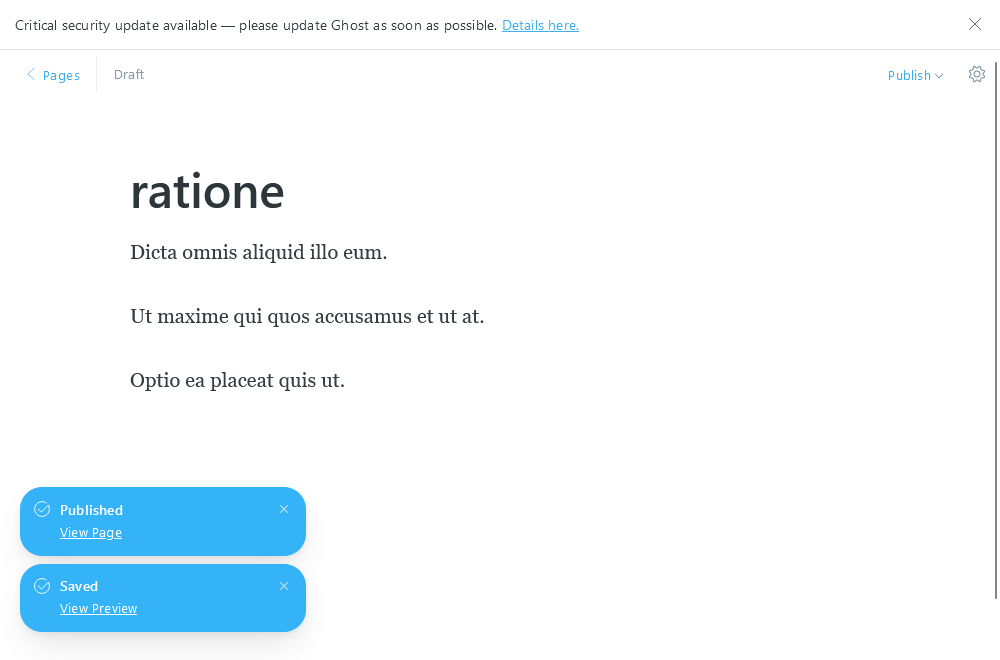 Critical security update available — please update Ghost as soon as possible. Details here.
Pages
Draft
Publish
ratione
Dicta omnis aliquid illo eum.
Ut maxime qui quos accusamus et ut at.
Optio ea placeat quis ut.
Published
View Page
Saved
View Preview